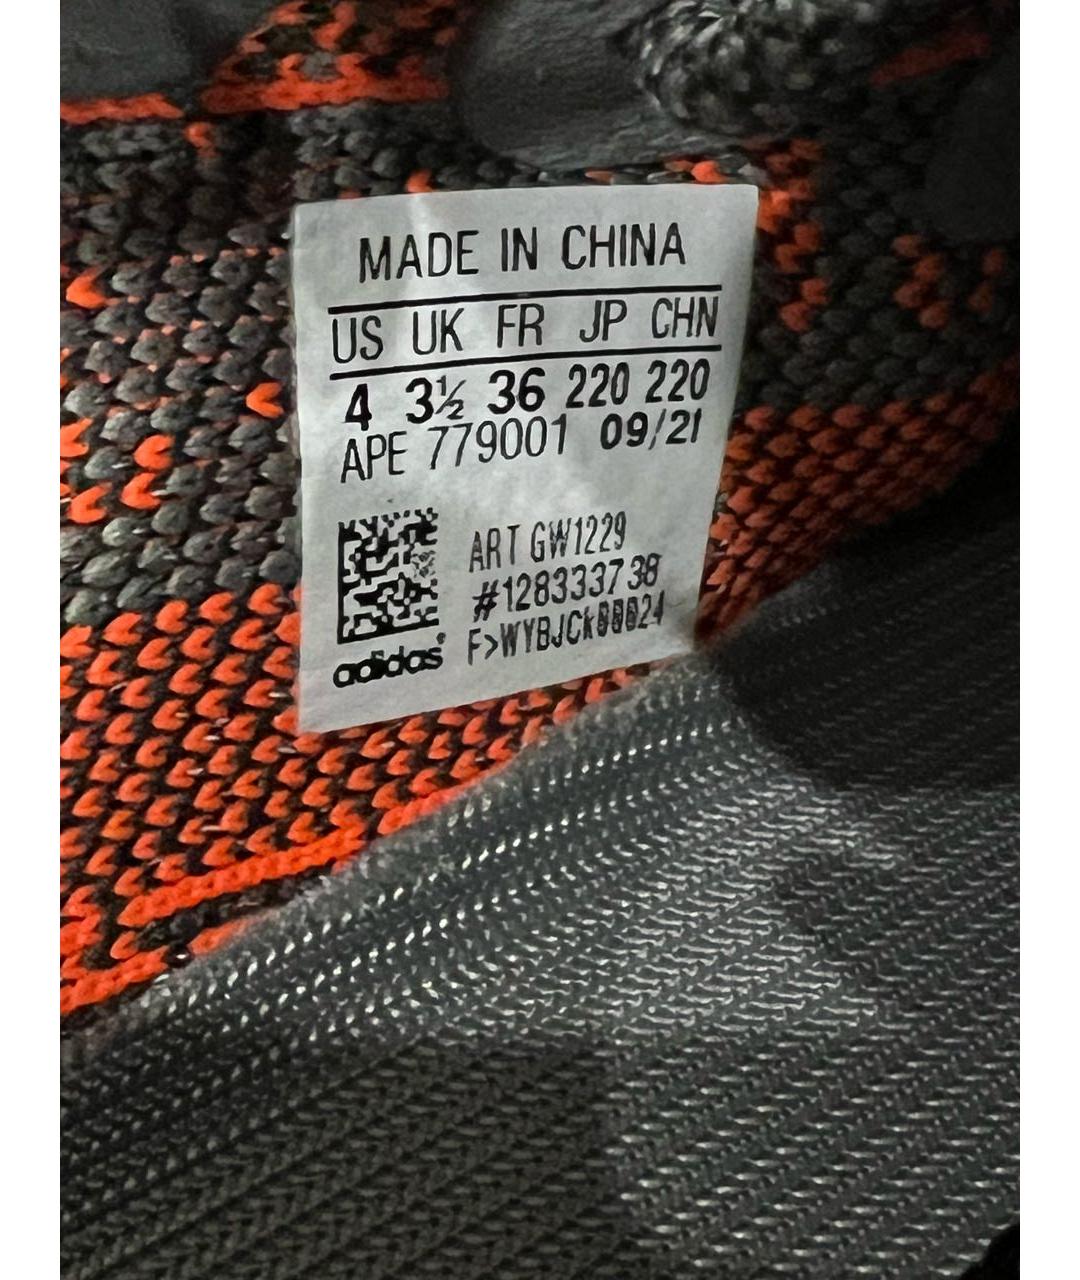 MADE IN CHINA
US UK FR JP CHN
4 3½ 36 220 220
APE 779001 09/21
ART GW1229
#128333738
adidas